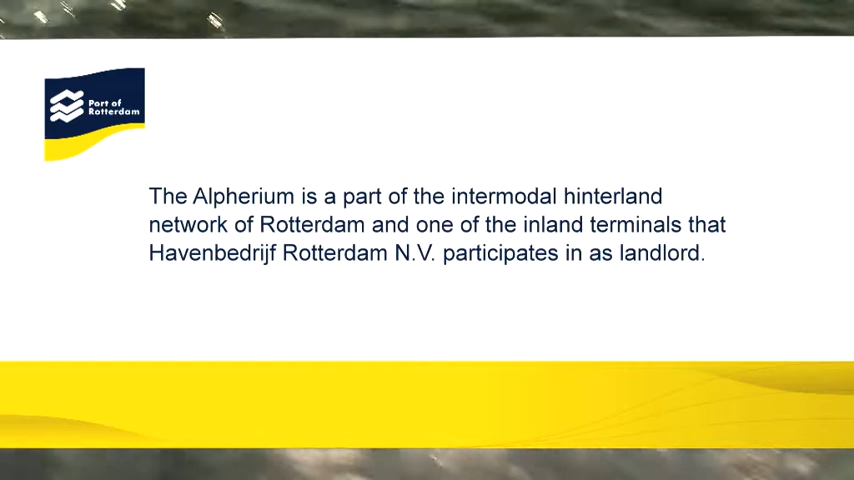 Port of
Rotterdam
The Alpherium is a part of the intermodal hinterland
network of Rotterdam and one of the inland terminals that
Havenbedrijf Rotterdam N.V. participates in as landlord.